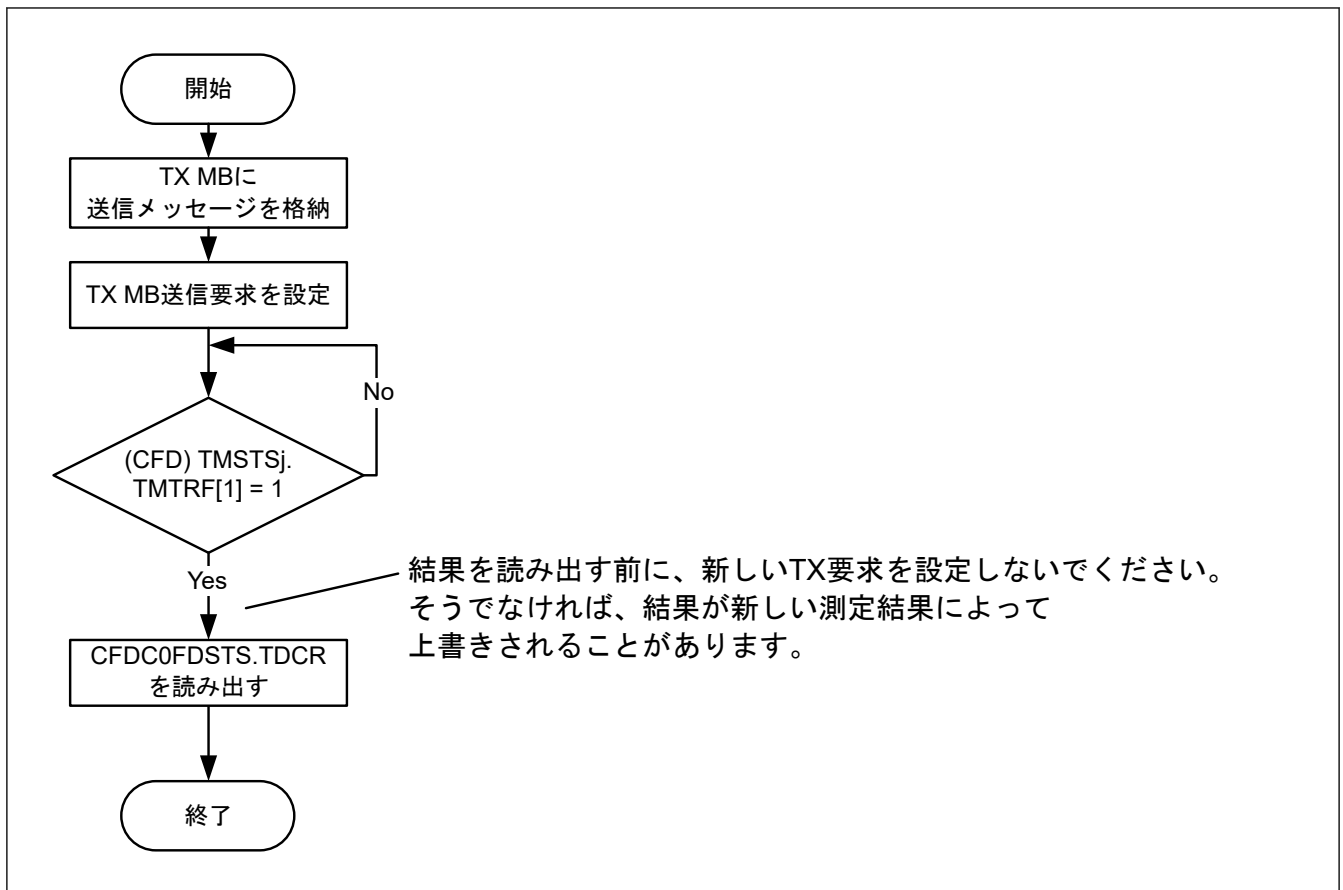 開始
TX MBに
送信メッセージを格納
TX MB送信要求を設定
No
(CFD) TMSTSj.
TMTRF[1] = 1
Yes
結果を読み出す前に、新しいTX要求を設定しないでください。
そうでなければ、結果が新しい測定結果によって
上書きされることがあります。
CFDC0FDSTS.TDCR
を読み出す
終了